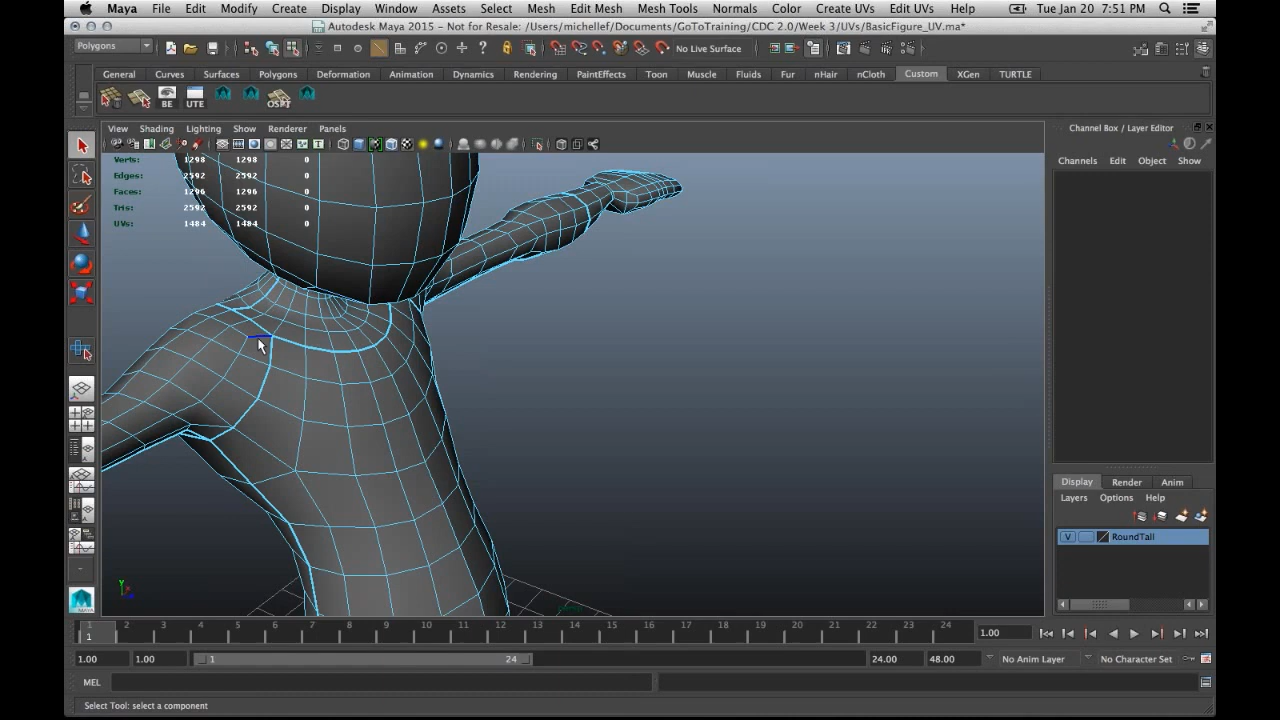 Maya File Edit Modify Create Display Window Assets Select Mesh Edit Mesh Mesh Tools Normals Color Create UVs Edit UVs Help Tue Jan 20 7:51 PM
Autodesk Maya 2015 - Not for Resale: /Users/michellef/Documents/GoToTraining/CDC 2.0/Week 3/UVs/BasicFigure_UV.ma*
Polygons No Live Surface
General Curves Surfaces Polygons Deformation Animation Dynamics Rendering PaintEffects Toon Muscle Fluids Fur nHair nCloth Custom XGen TURTLE
BE UTE OSPT
View Shading Lighting Show Renderer Panels
Channel Box / Layer Editor
Channels Edit Object Show
Verts: 1298 1298 0
Edges: 2592 2592 0
Faces: 1296 1296 0
Tris: 2592 2592 0
UVs: 1484 1484 0
Display Render Anim
Layers Options Help
V RoundTall
1 2 3 4 5 6 7 8 9 10 11 12 13 14 15 16 17 18 19 20 21 22 23 24 1.00
1
1.00 1.00 1 24 24.00 48.00 No Anim Layer No Character Set
MEL
Select Tool: select a component